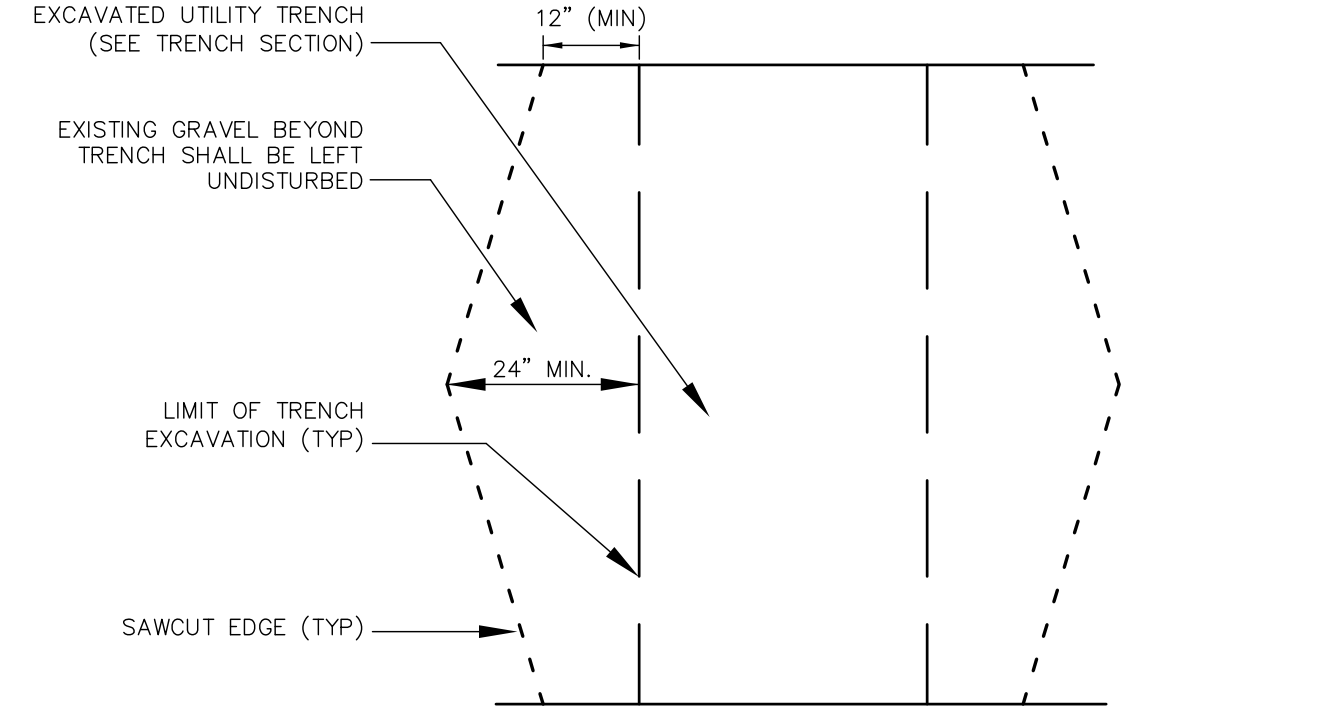 EXCAVATED UTILITY TRENCH
(SEE TRENCH SECTION)
12” (MIN)
EXISTING GRAVEL BEYOND
TRENCH SHALL BE LEFT
UNDISTURBED
24” MIN.
LIMIT OF TRENCH
EXCAVATION (TYP)
SAWCUT EDGE (TYP)